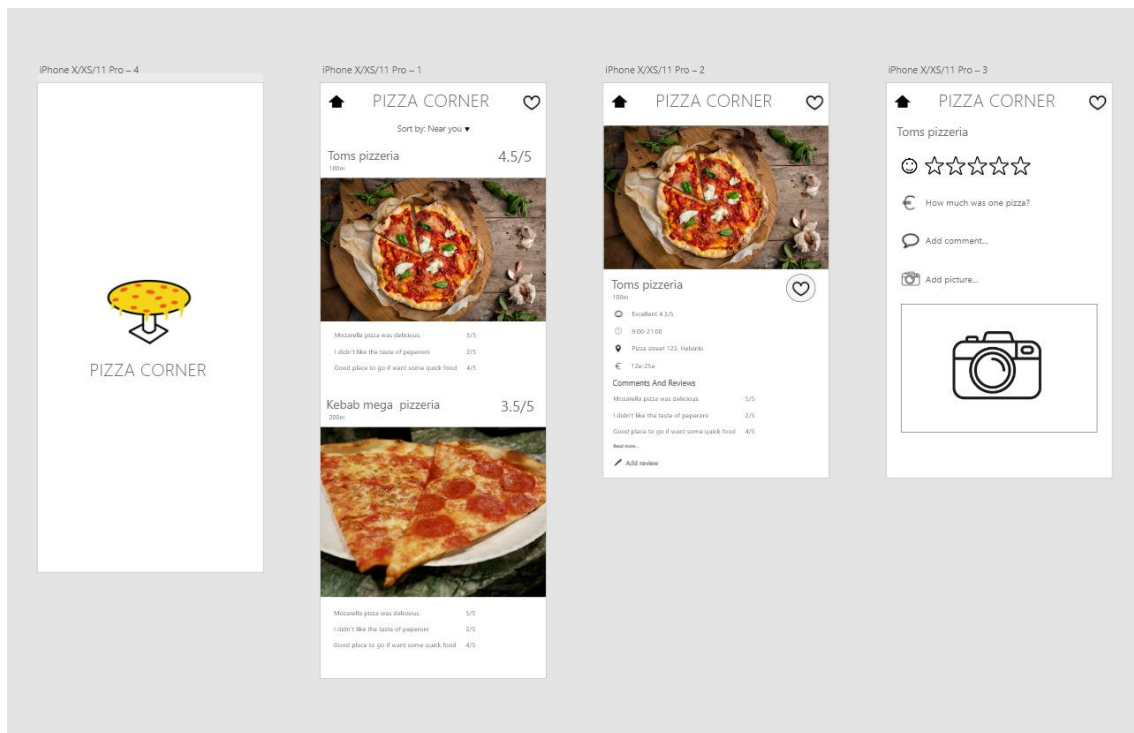 iPhone X/XS/11 Pro – 4
PIZZA CORNER
iPhone X/XS/11 Pro – 1
PIZZA CORNER
Sort by: Near you ▾
Toms pizzeria 4.5/5
100m
Mozarella pizza was delicious. 5/5
I didn't like the taste of peperoni 2/5
Good place to go if want some quick food 4/5
Kebab mega pizzeria 3.5/5
200m
Mozarella pizza was delicious. 5/5
I didn't like the taste of peperoni 2/5
Good place to go if want some quick food 4/5
iPhone X/XS/11 Pro – 2
PIZZA CORNER
Toms pizzeria
100m
Excellent 4.3/5
9:00-21:00
Pizza street 123, Helsinki
€ 12e-25e
Comments And Reviews
Mozarella pizza was delicious. 5/5
I didn't like the taste of peperoni 2/5
Good place to go if want some quick food 4/5
Read more...
Add review
iPhone X/XS/11 Pro – 3
PIZZA CORNER
Toms pizzeria
€ How much was one pizza?
Add comment...
Add picture...